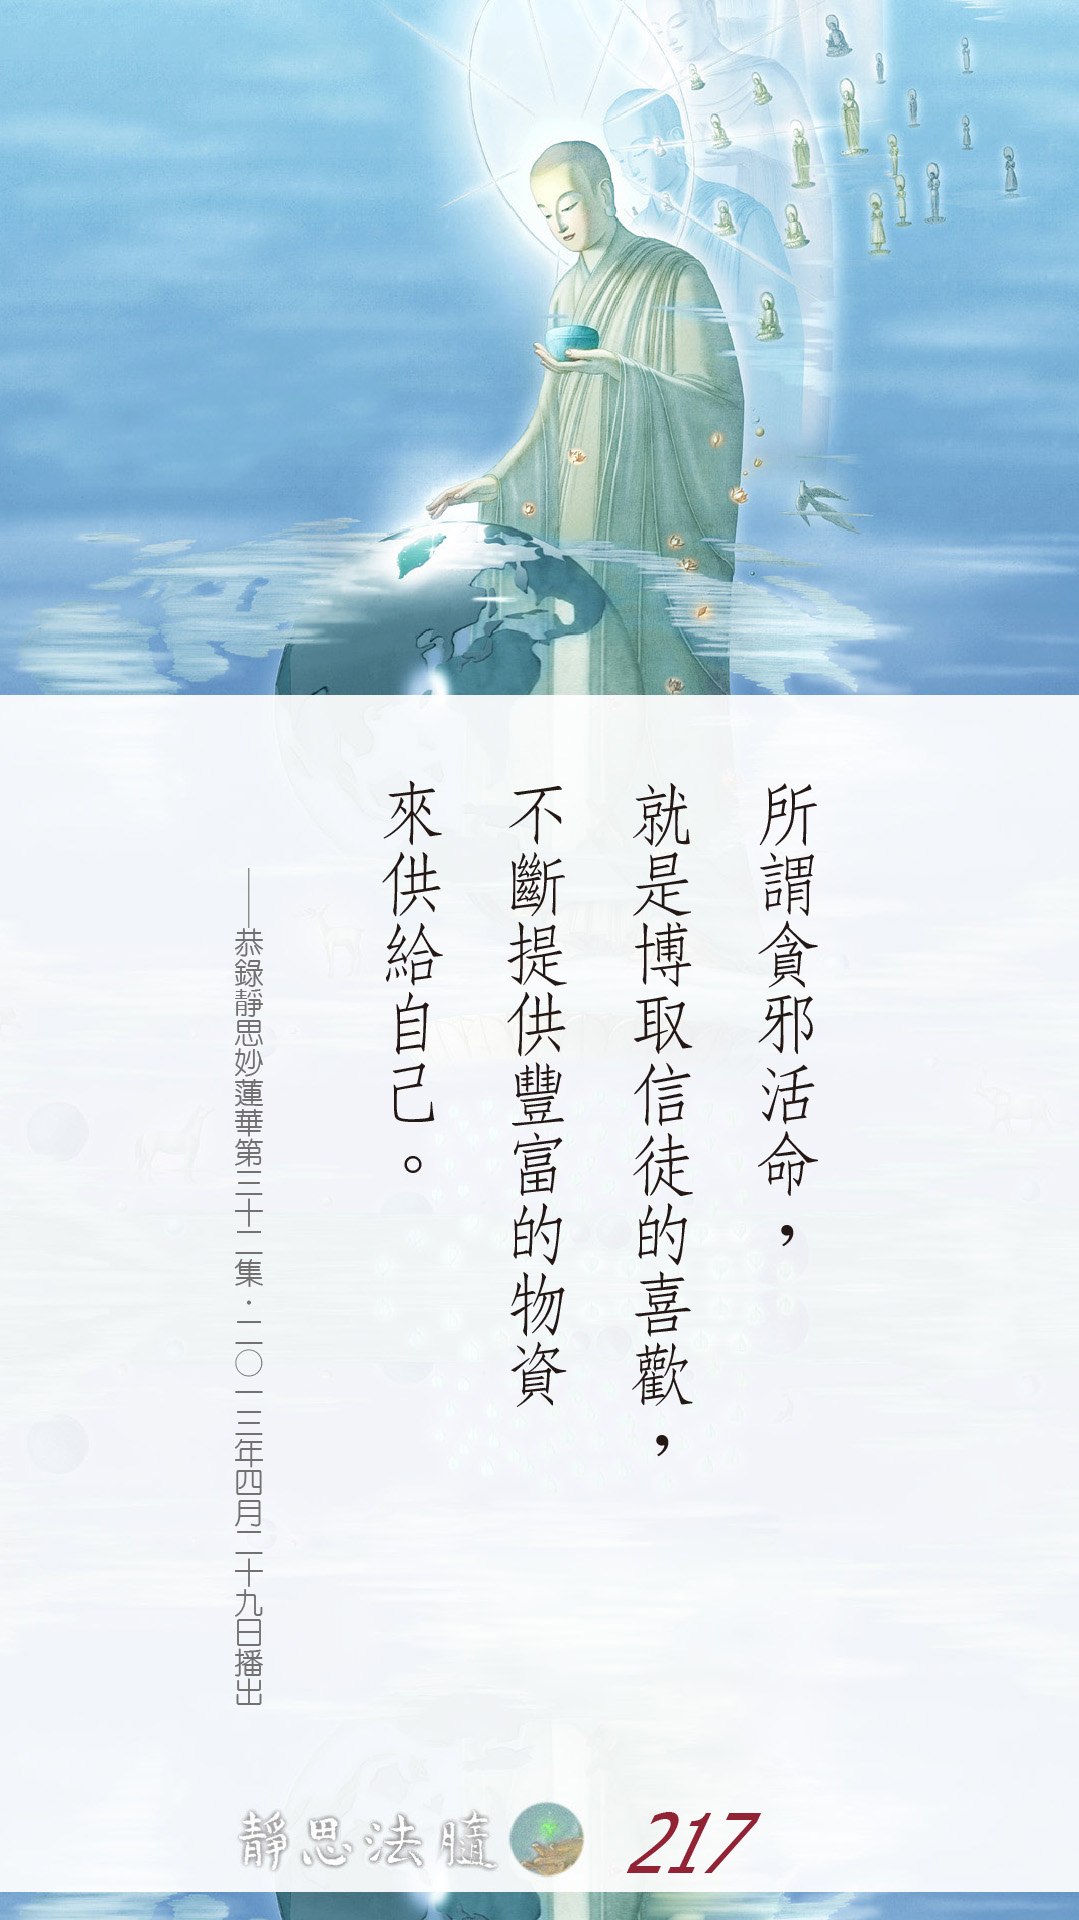 所謂貪邪活命，
就是博取信徒的喜歡，
不斷提供豐富的物資
來供給自己。
——恭錄靜思妙蓮華第三十二集·二〇一三年四月二十九日播出
靜思法髓
217